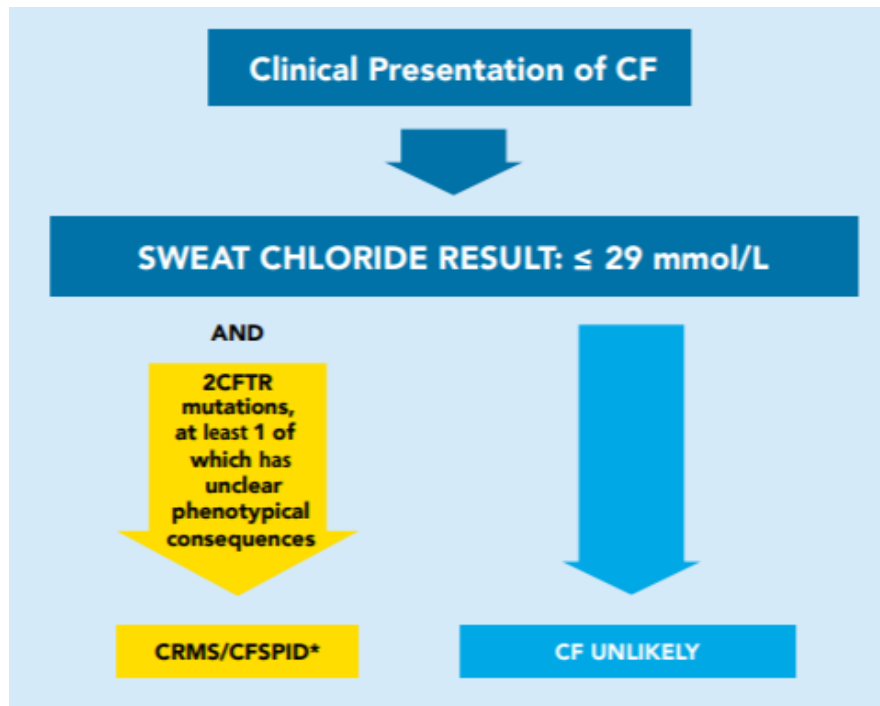 Clinical Presentation of CF
SWEAT CHLORIDE RESULT: ≤ 29 mmol/L
AND
2CFTR
mutations,
at least 1 of
which has
unclear
phenotypical
consequences
CRMS/CFSPID*
CF UNLIKELY